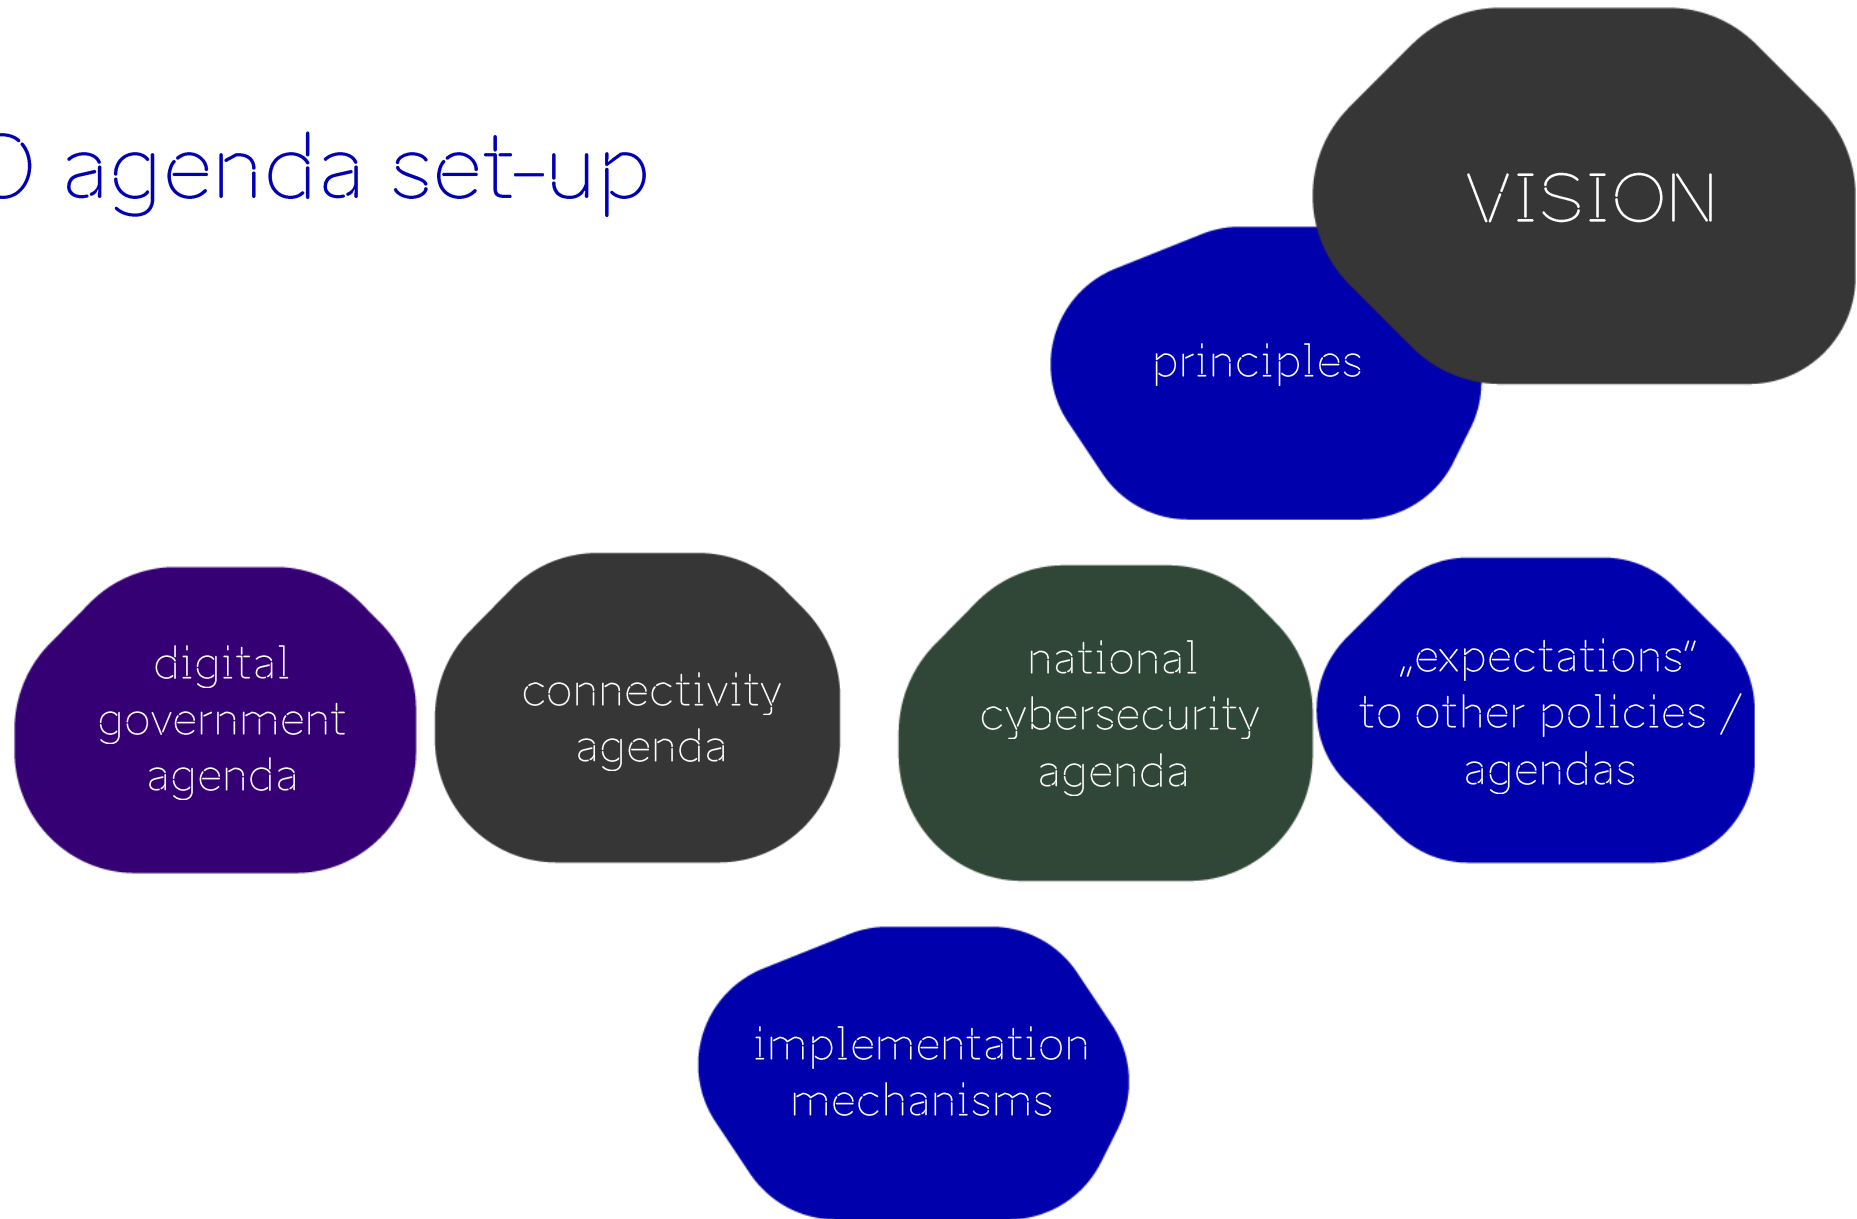 agenda set-up
VISION
principles
digital
government
agenda
connectivity
agenda
national
cybersecurity
agenda
„expectations”
to other policies /
agendas
implementation
mechanisms